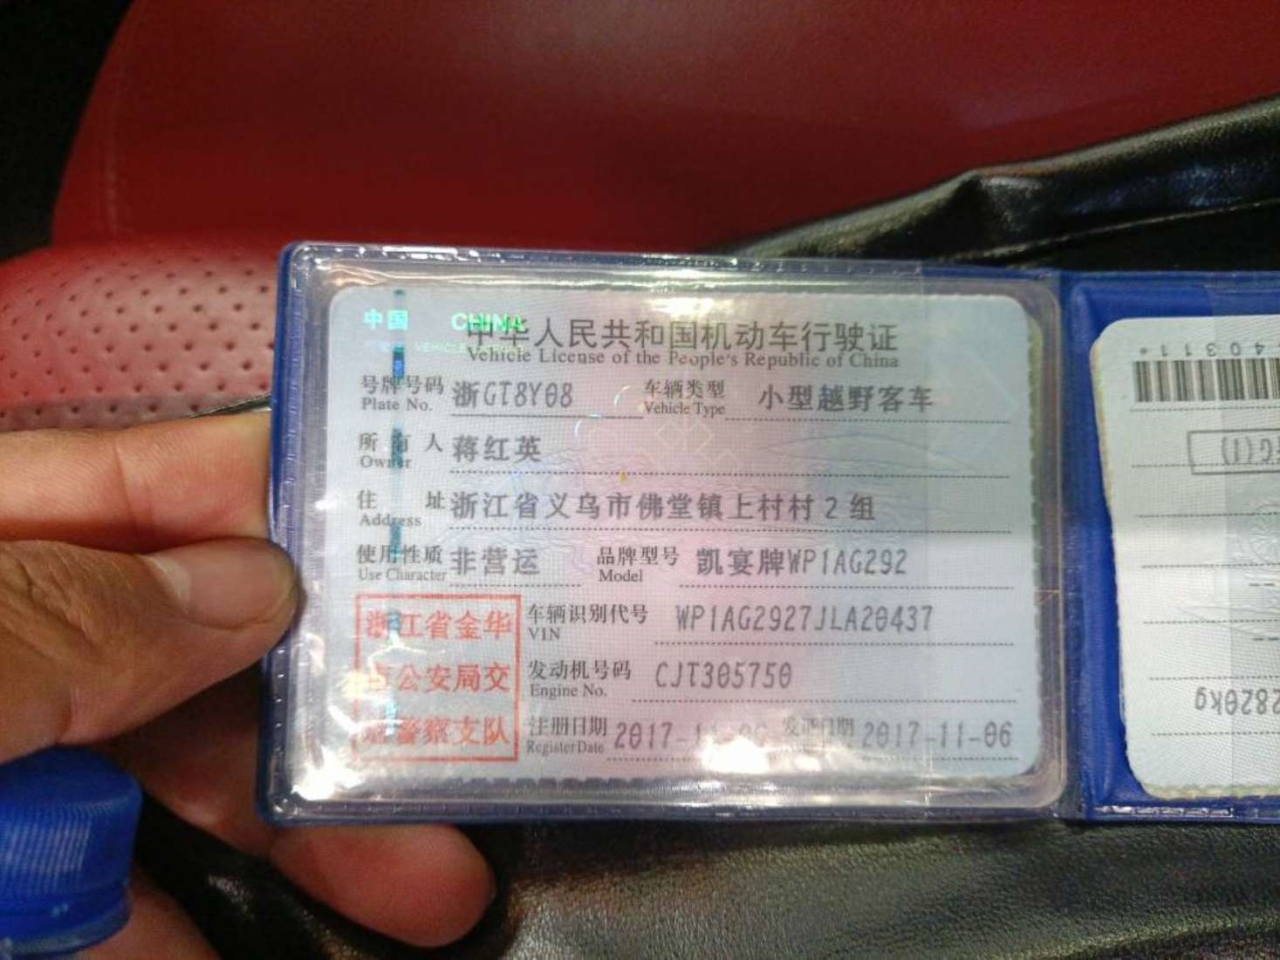 中国 CHINA
中华人民共和国机动车行驶证
Vehicle License of the People's Republic of China
号牌号码 浙GT8Y08 车辆类型 小型越野客车
Plate No. Vehicle Type
所有人 蒋红英
Owner
住址 浙江省义乌市佛堂镇上村村2组
Address
使用性质 非营运 品牌型号 凯宴牌WP1AG292
Use Character Model
浙江省金华
市公安局交
警察支队
车辆识别代号 WP1AG2927JLA20437
VIN
发动机号码 CJT305750
Engine No.
注册日期 2017-11-06 发证日期 2017-11-06
Register Date
2820kg